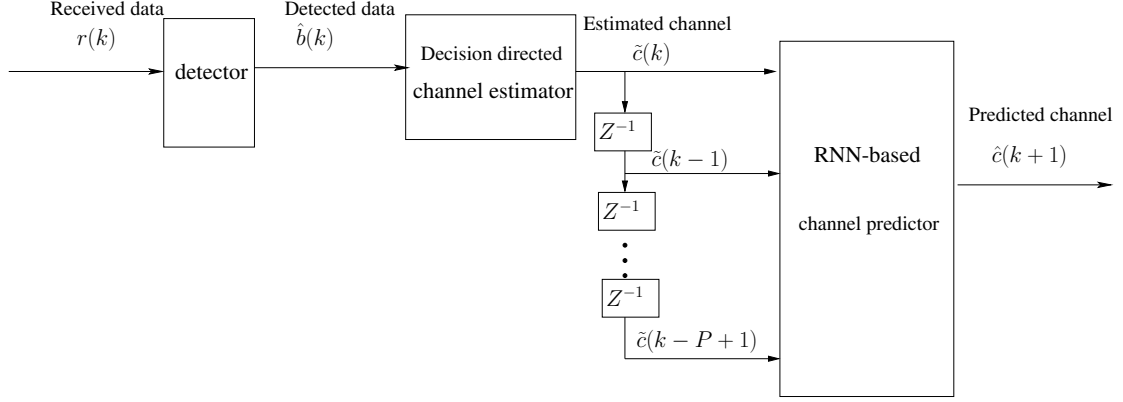 Received data
r(k)
detector
Detected data
b̂(k)
Decision directed
channel estimator
Estimated channel
c̃(k)
Z⁻¹
c̃(k − 1)
Z⁻¹
Z⁻¹
c̃(k − P + 1)
RNN-based
channel predictor
Predicted channel
ĉ(k + 1)